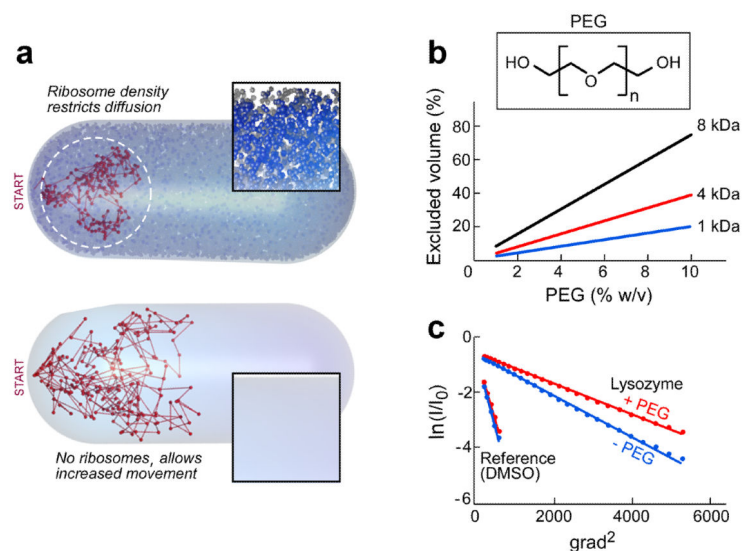 a
Ribosome density
restricts diffusion
START
START
No ribosomes, allows
increased movement
b
PEG
HO
O
OH
n
Excluded volume (%)
80
60
40
20
8 kDa
4 kDa
1 kDa
2
4
6
8
10
PEG (% w/v)
c
ln(I/I0)
-0
-2
-4
-6
Lysozyme
+ PEG
- PEG
Reference
(DMSO)
2000
4000
6000
grad²